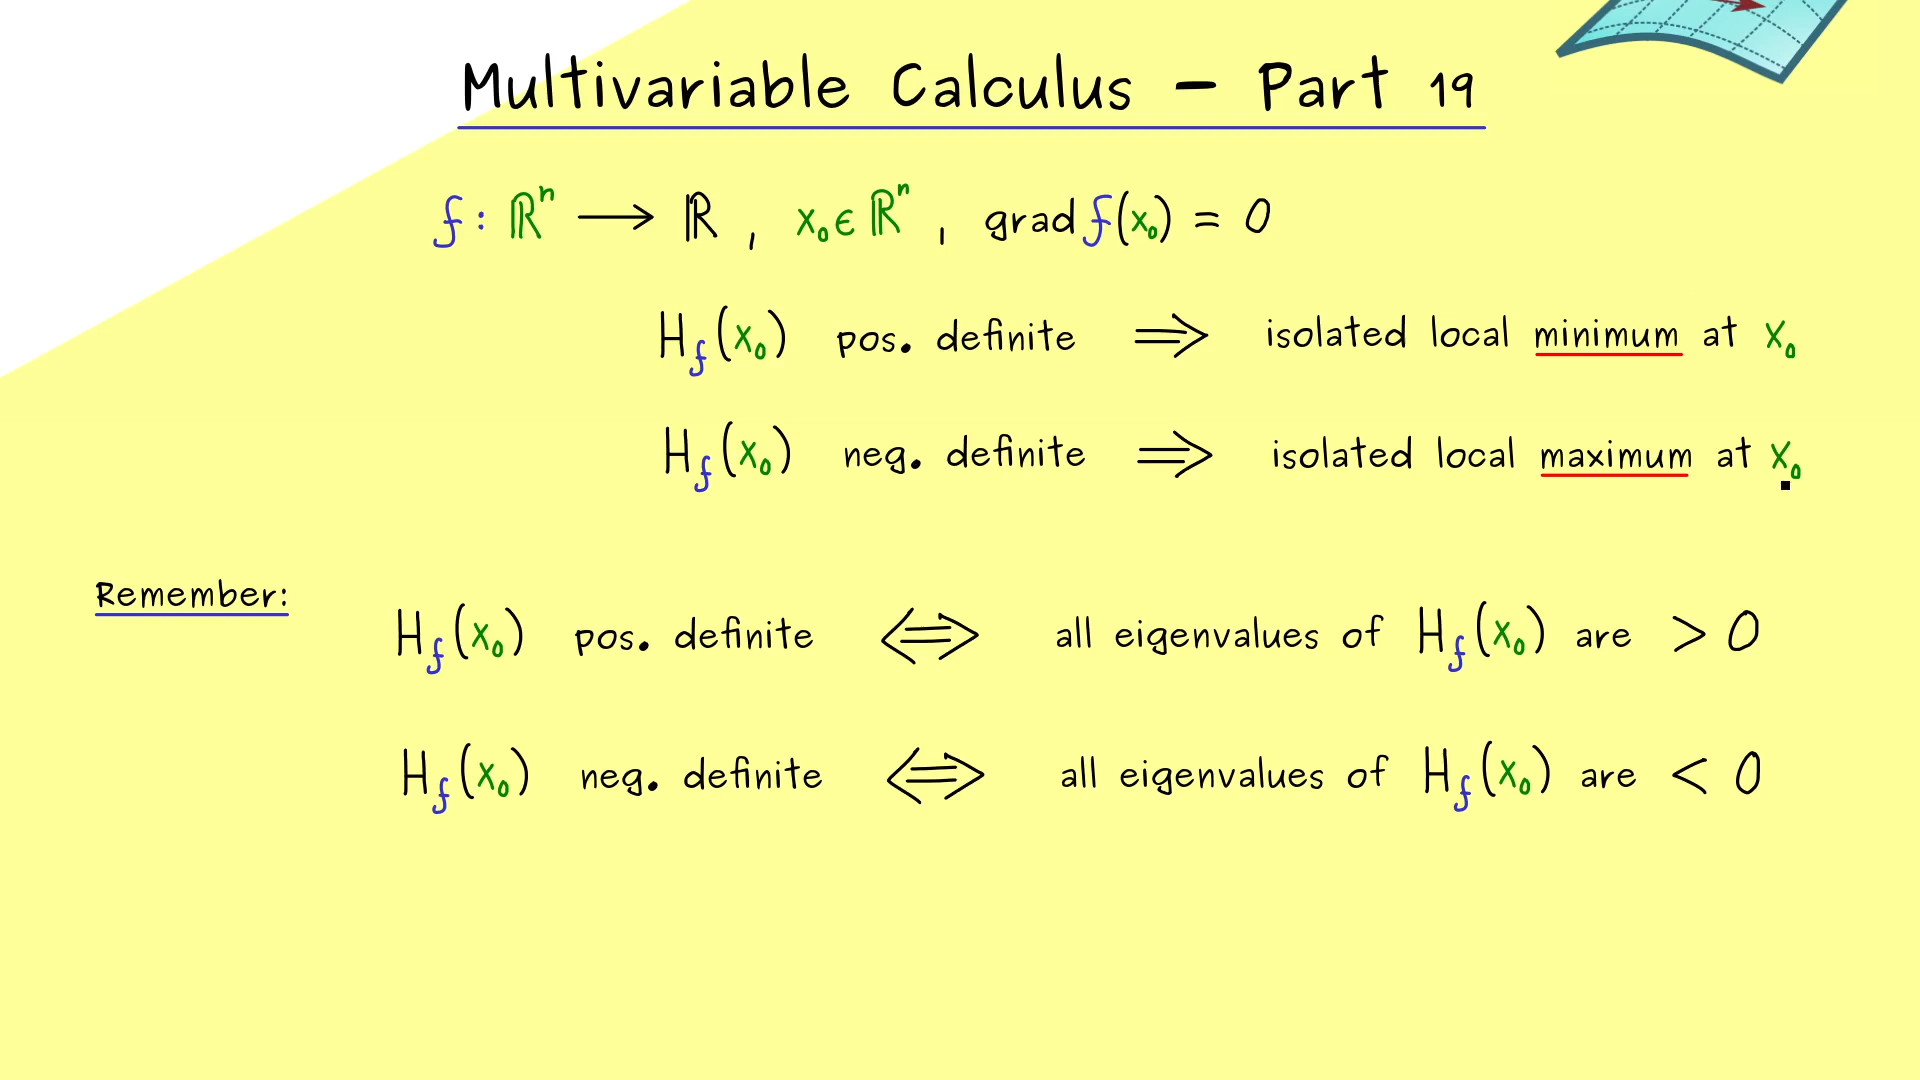 Multivariable Calculus – Part 19
f: ℝⁿ ⟶ ℝ , x₀ ∈ ℝⁿ , grad f(x₀) = 0
H_f(x₀) pos. definite ⟹ isolated local minimum at x₀
H_f(x₀) neg. definite ⟹ isolated local maximum at x₀
Remember:
H_f(x₀) pos. definite ⟺ all eigenvalues of H_f(x₀) are > 0
H_f(x₀) neg. definite ⟺ all eigenvalues of H_f(x₀) are < 0